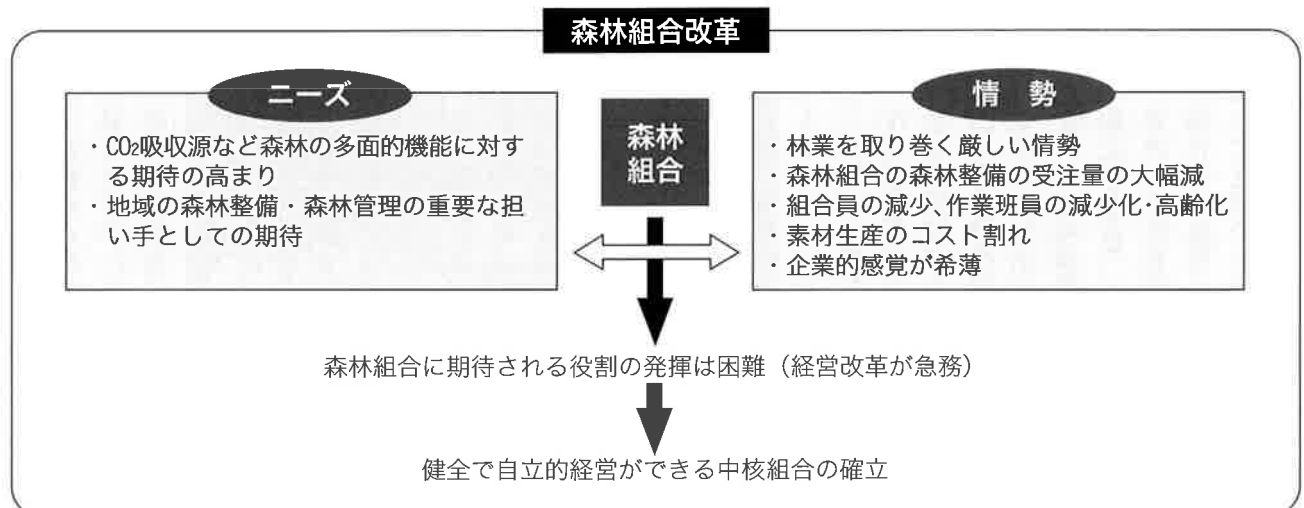 森林組合改革
ニーズ
・CO₂吸収源など森林の多面的機能に対す
る期待の高まり
・地域の森林整備・森林管理の重要な担
い手としての期待
森林
組合
情 勢
・林業を取り巻く厳しい情勢
・森林組合の森林整備の受注量の大幅減
・組合員の減少、作業班員の減少化・高齢化
・素材生産のコスト割れ
・企業的感覚が希薄
森林組合に期待される役割の発揮は困難（経営改革が急務）
健全で自立的経営ができる中核組合の確立